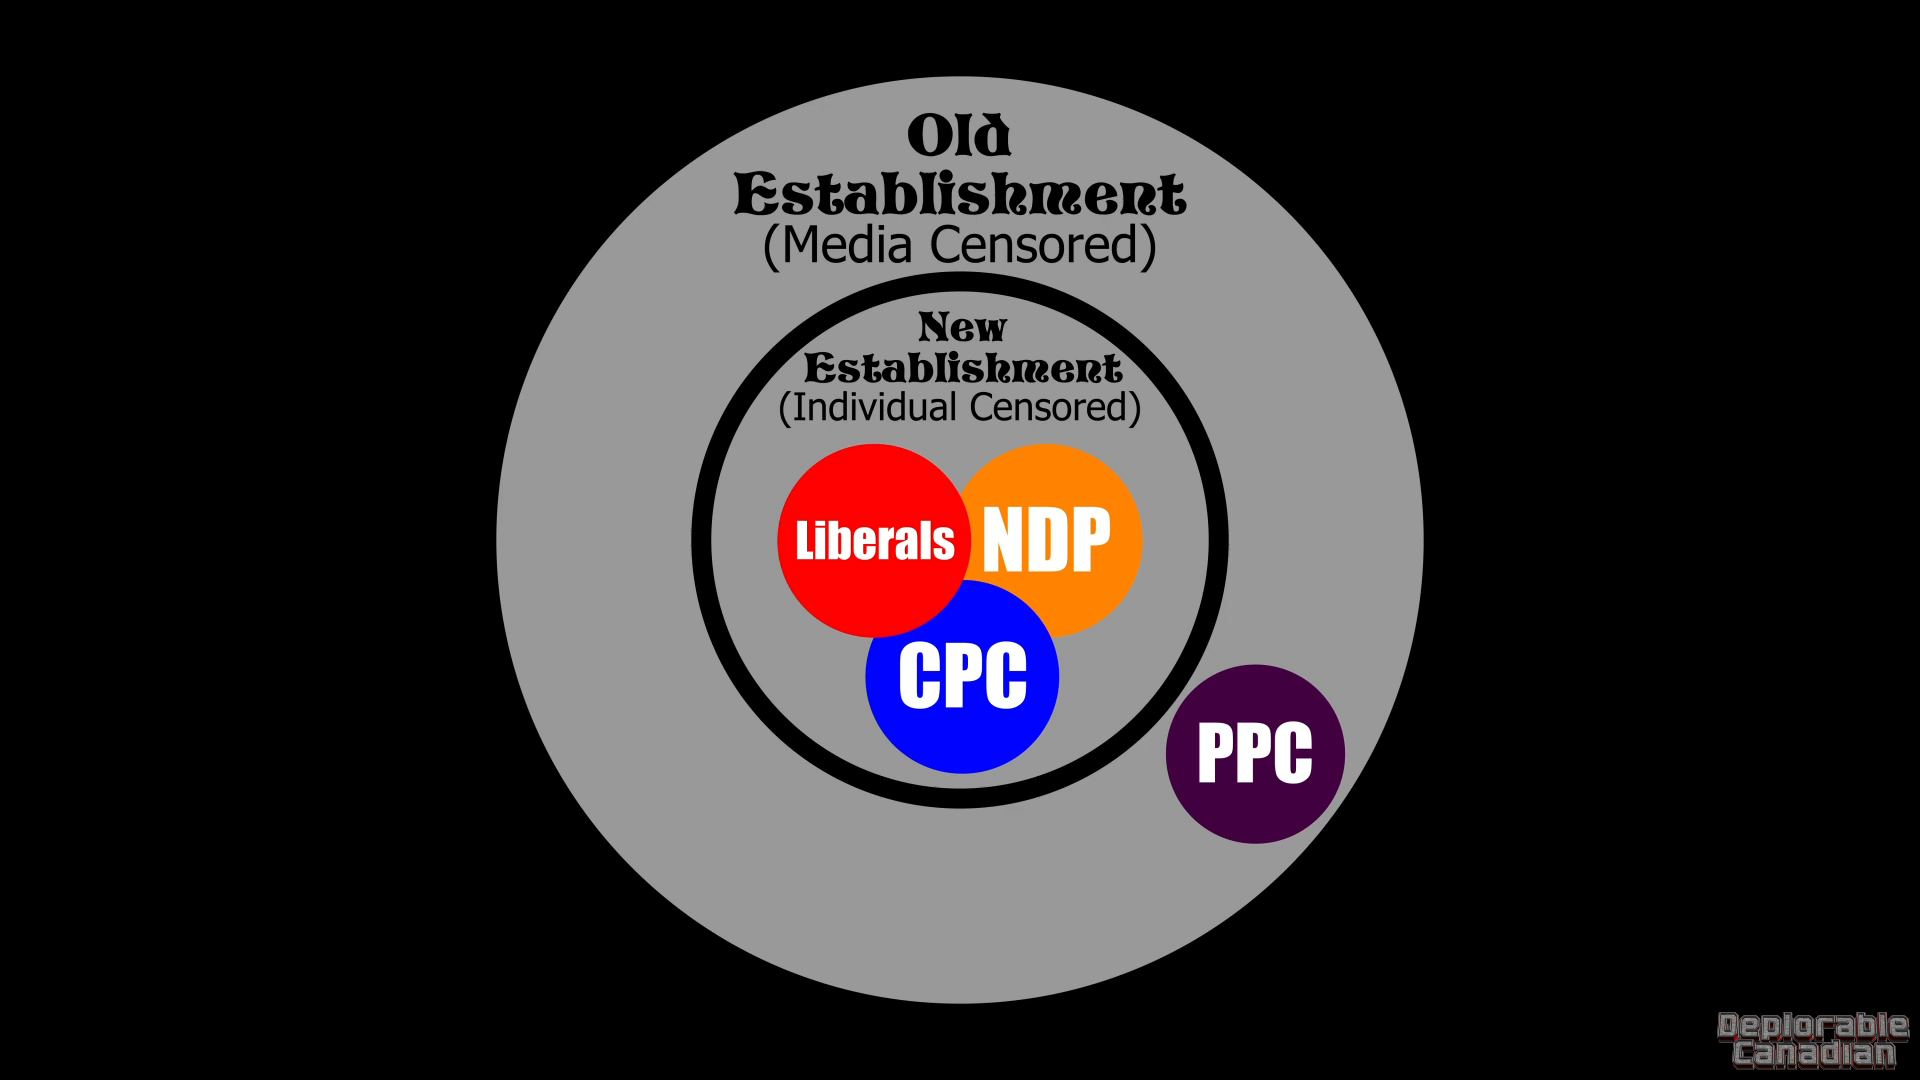 Old
Establishment
(Media Censored)
New
Establishment
(Individual Censored)
Liberals
NDP
CPC
PPC
Deplorable
Canadian